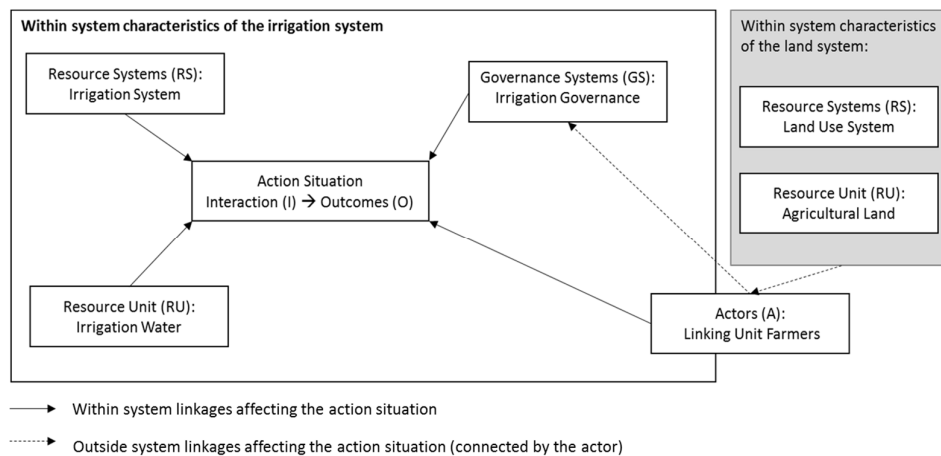 Within system characteristics of the irrigation system
Resource Systems (RS):
Irrigation System
Governance Systems (GS):
Irrigation Governance
Action Situation
Interaction (I) → Outcomes (O)
Resource Unit (RU):
Irrigation Water
Within system characteristics
of the land system:
Resource Systems (RS):
Land Use System
Resource Unit (RU):
Agricultural Land
Actors (A):
Linking Unit Farmers
Within system linkages affecting the action situation
Outside system linkages affecting the action situation (connected by the actor)